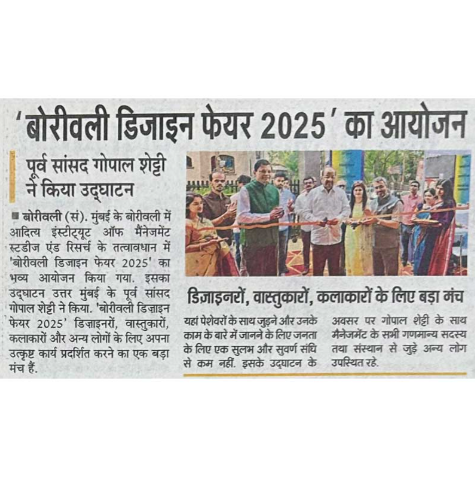 'बोरीवली डिजाइन फेयर 2025' का आयोजन
पूर्व सांसद गोपाल शेट्टी
ने किया उद्घाटन
■ बोरीवली (सं). मुंबई के बोरीवली में
आदित्य इंस्टीट्यूट ऑफ मैनेजमेंट
स्टडीज एंड रिसर्च के तत्वावधान में
'बोरीवली डिजाइन फेयर 2025' का
भव्य आयोजन किया गया. इसका
उद्घाटन उत्तर मुंबई के पूर्व सांसद
गोपाल शेट्टी ने किया. 'बोरीवली डिजाइन
फेयर 2025' डिजाइनरों, वास्तुकारों,
कलाकारों और अन्य लोगों के लिए अपना
उत्कृष्ट कार्य प्रदर्शित करने का एक बड़ा
मंच हैं.
डिजाइनरों, वास्तुकारों, कलाकारों के लिए बड़ा मंच
यहां पेशेवरों के साथ जुड़ने और उनके
काम के बारे में जानने के लिए जनता
के लिए एक सुलभ और सुवर्ण संधि
से कम नहीं. इसके उद्घाटन के
अवसर पर गोपाल शेट्टी के साथ
मैनेजमेंट के सभी गणमान्य सदस्य
तथा संस्थान से जुड़े अन्य लोग
उपस्थित रहे.